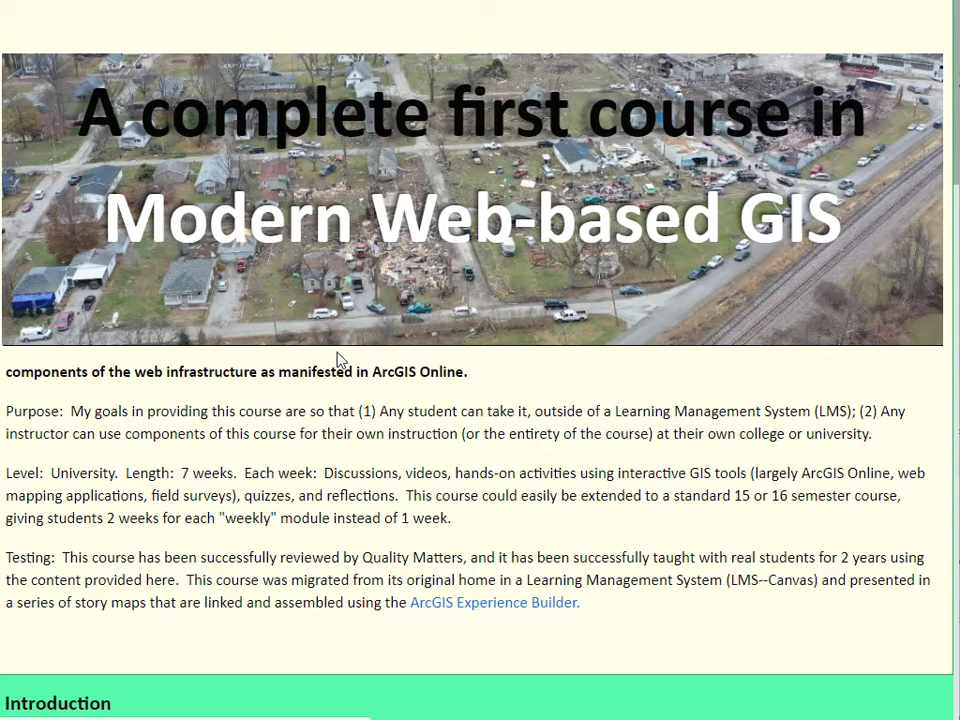 A complete first course in
Modern Web-based GIS
components of the web infrastructure as manifested in ArcGIS Online.
Purpose:  My goals in providing this course are so that (1) Any student can take it, outside of a Learning Management System (LMS); (2) Any
instructor can use components of this course for their own instruction (or the entirety of the course) at their own college or university.
Level:  University.  Length:  7 weeks.  Each week:  Discussions, videos, hands-on activities using interactive GIS tools (largely ArcGIS Online, web
mapping applications, field surveys), quizzes, and reflections.  This course could easily be extended to a standard 15 or 16 semester course,
giving students 2 weeks for each "weekly" module instead of 1 week.
Testing:  This course has been successfully reviewed by Quality Matters, and it has been successfully taught with real students for 2 years using
the content provided here.  This course was migrated from its original home in a Learning Management System (LMS--Canvas) and presented in
a series of story maps that are linked and assembled using the ArcGIS Experience Builder.
Introduction